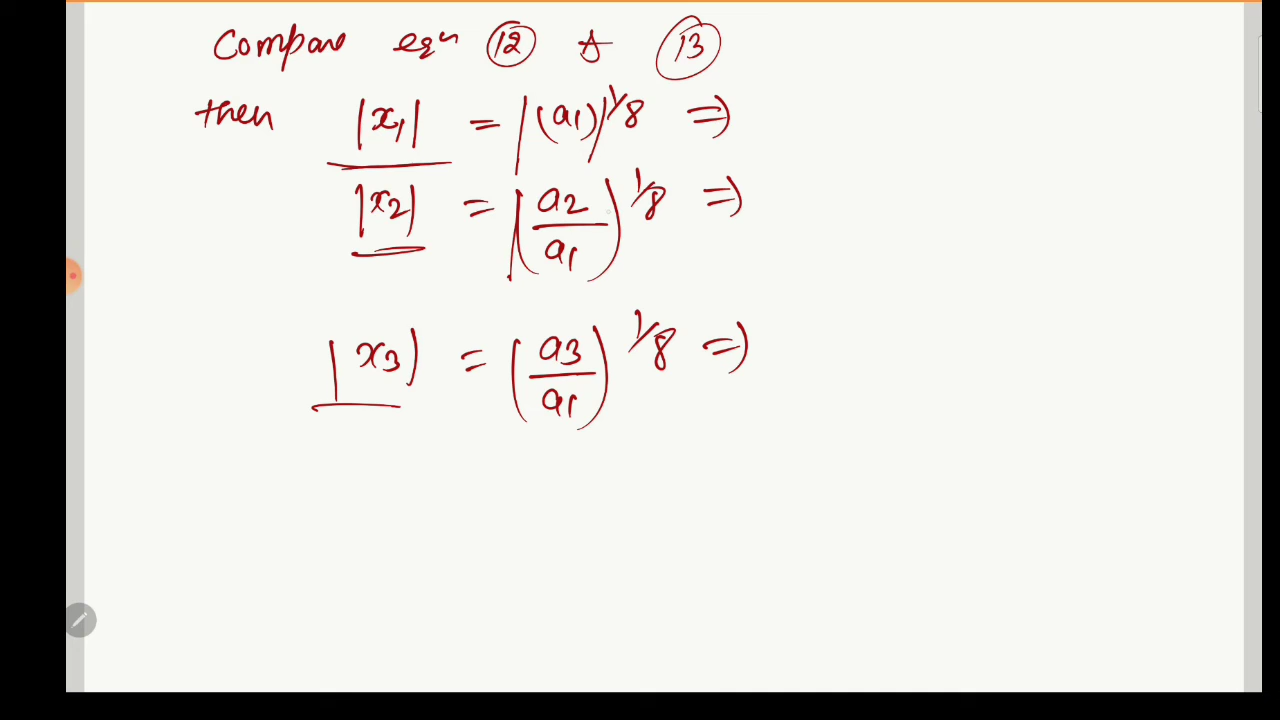 Compare eqn 12 & 13
then |x1| = |(a1)|^1/8 ⇒
|x2| = |(a2/a1)^1/8 ⇒
|x3| = (a3/a1)^1/8 ⇒